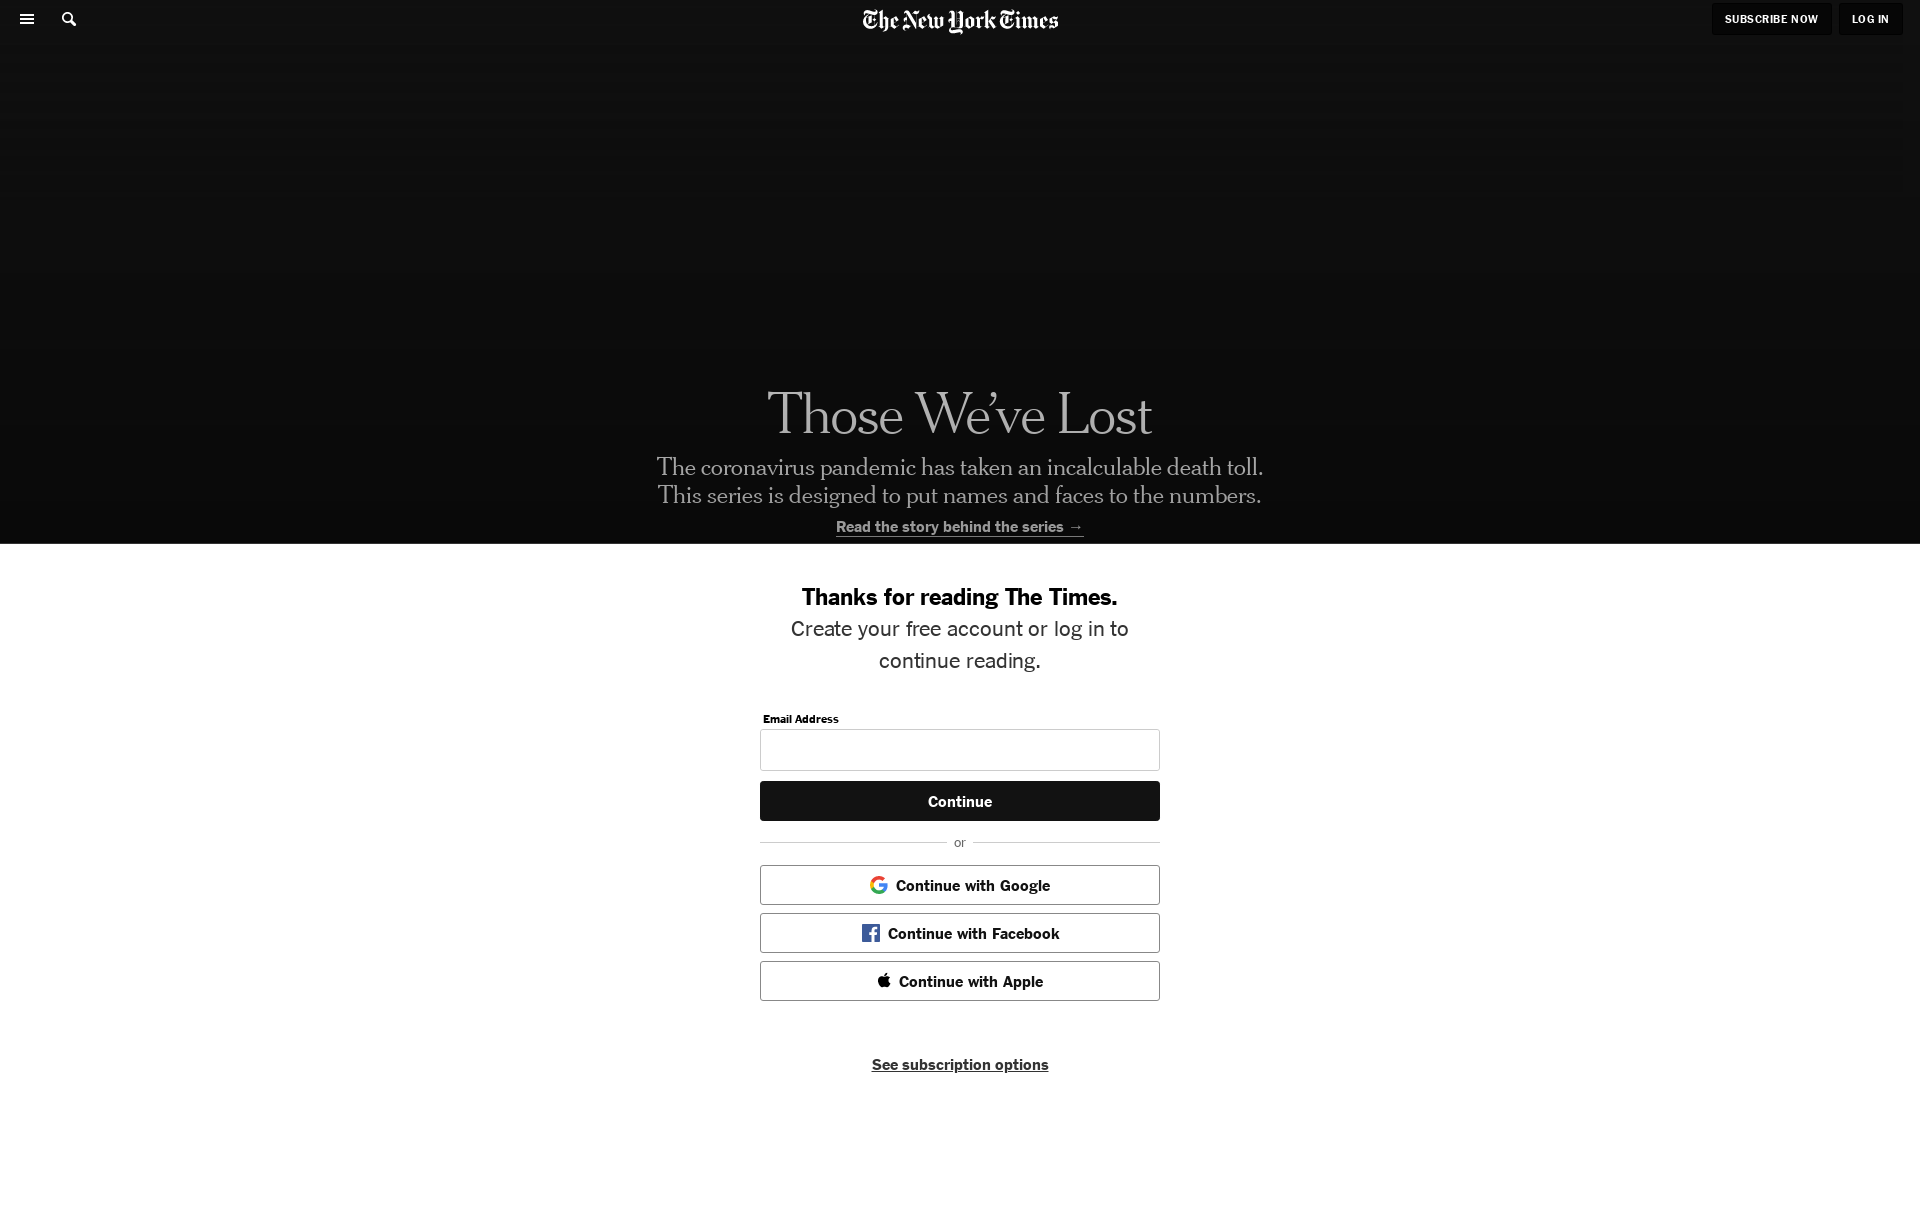 The New York Times
SUBSCRIBE NOW
LOG IN
Those We’ve Lost
The coronavirus pandemic has taken an incalculable death toll.
This series is designed to put names and faces to the numbers.
Read the story behind the series →
Thanks for reading The Times.
Create your free account or log in to
continue reading.
Email Address
Continue
or
Continue with Google
Continue with Facebook
Continue with Apple
See subscription options